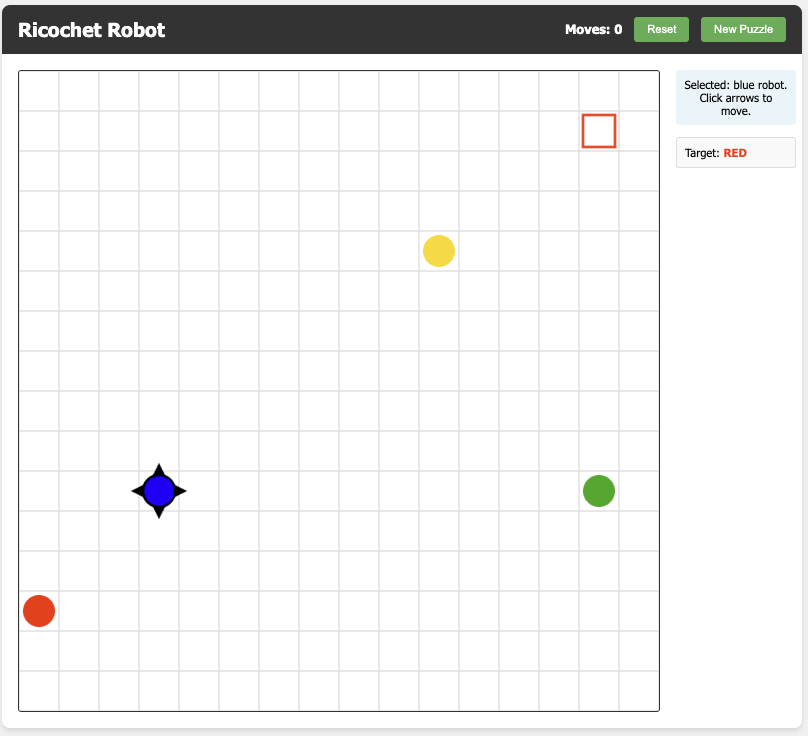 Ricochet Robot
Moves: 0
Reset
New Puzzle
Selected: blue robot.
Click arrows to
move.
Target: RED